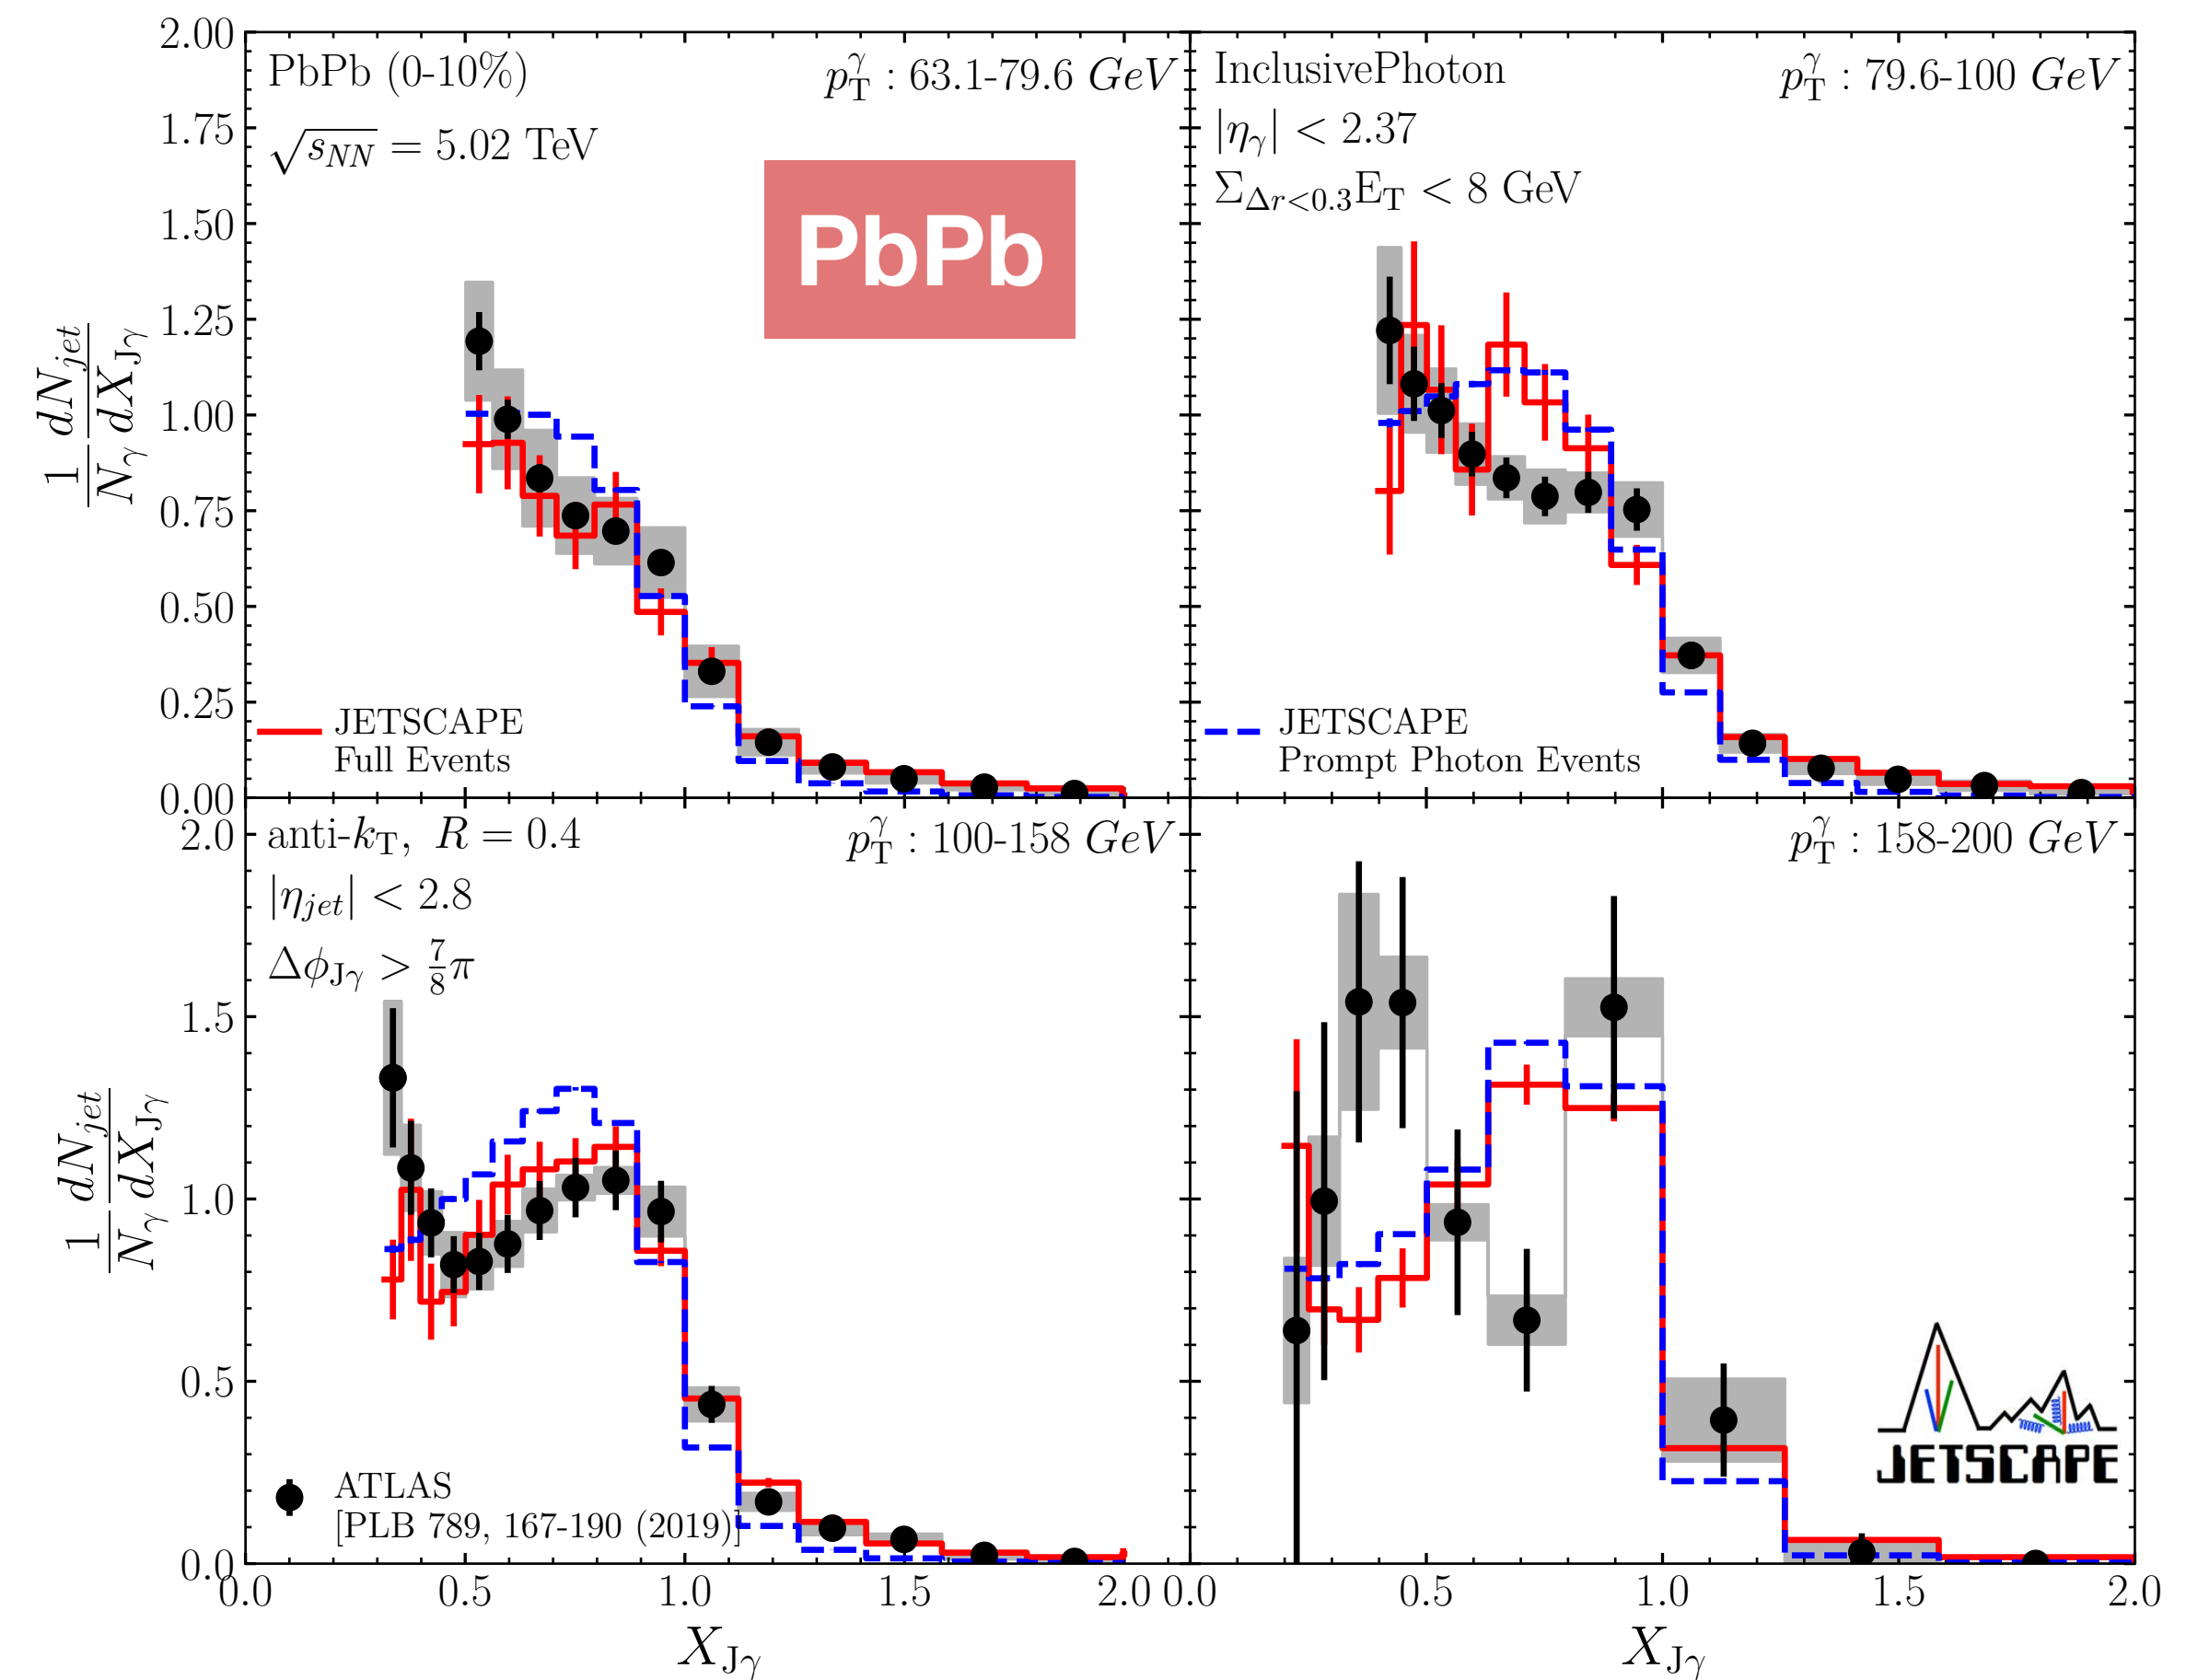 PbPb (0-10%)
√s_NN = 5.02 TeV
p_T^γ : 63.1-79.6 GeV
PbPb
JETSCAPE
Full Events
InclusivePhoton
|η_γ| < 2.37
Σ_Δr<0.3 E_T < 8 GeV
p_T^γ : 79.6-100 GeV
JETSCAPE
Prompt Photon Events
1/N_γ dN_jet/dX_Jγ
2.00
1.75
1.50
1.25
1.00
0.75
0.50
0.25
0.00
anti-k_T, R = 0.4
|η_jet| < 2.8
Δφ_Jγ > 7/8 π
p_T^γ : 100-158 GeV
ATLAS
[PLB 789, 167-190 (2019)]
p_T^γ : 158-200 GeV
JETSCAPE
1/N_γ dN_jet/dX_Jγ
2.0
1.5
1.0
0.5
0.0
0.0 0.5 1.0 1.5 2.0 0.0 0.5 1.0 1.5 2.0
X_Jγ X_Jγ